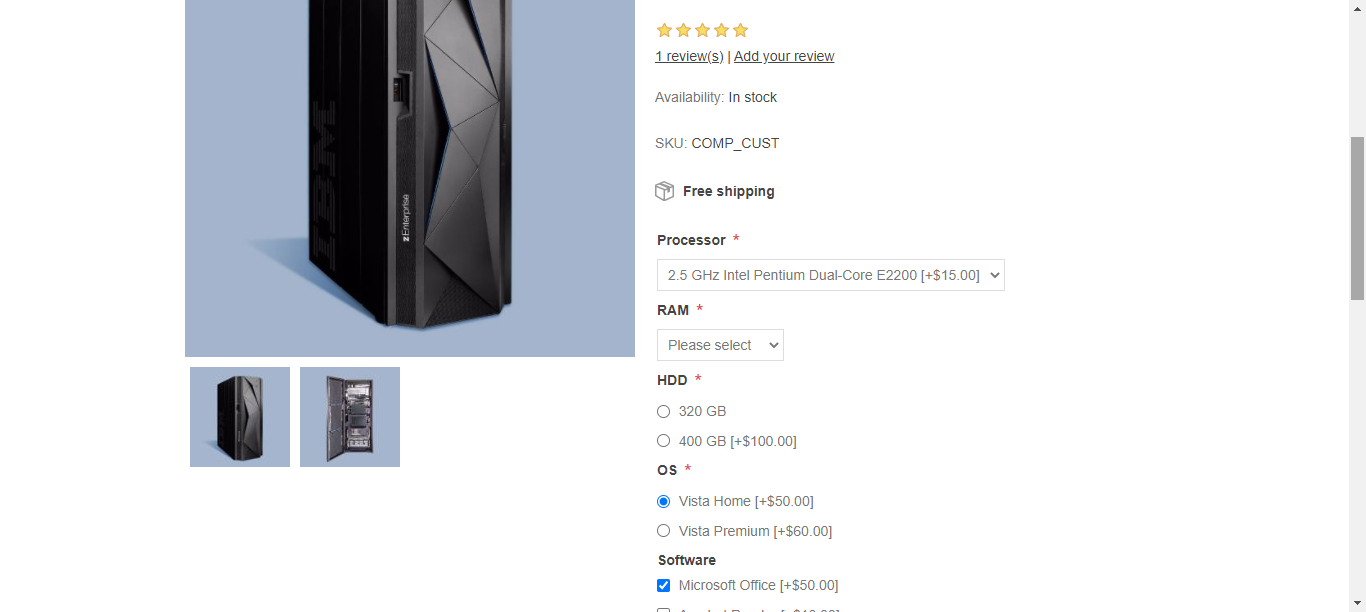 IBM
zEnterprise
1 review(s) | Add your review
Availability: In stock
SKU: COMP_CUST
Free shipping
Processor *
2.5 GHz Intel Pentium Dual-Core E2200 [+$15.00]
RAM *
Please select
HDD *
320 GB
400 GB [+$100.00]
OS *
Vista Home [+$50.00]
Vista Premium [+$60.00]
Software
Microsoft Office [+$50.00]